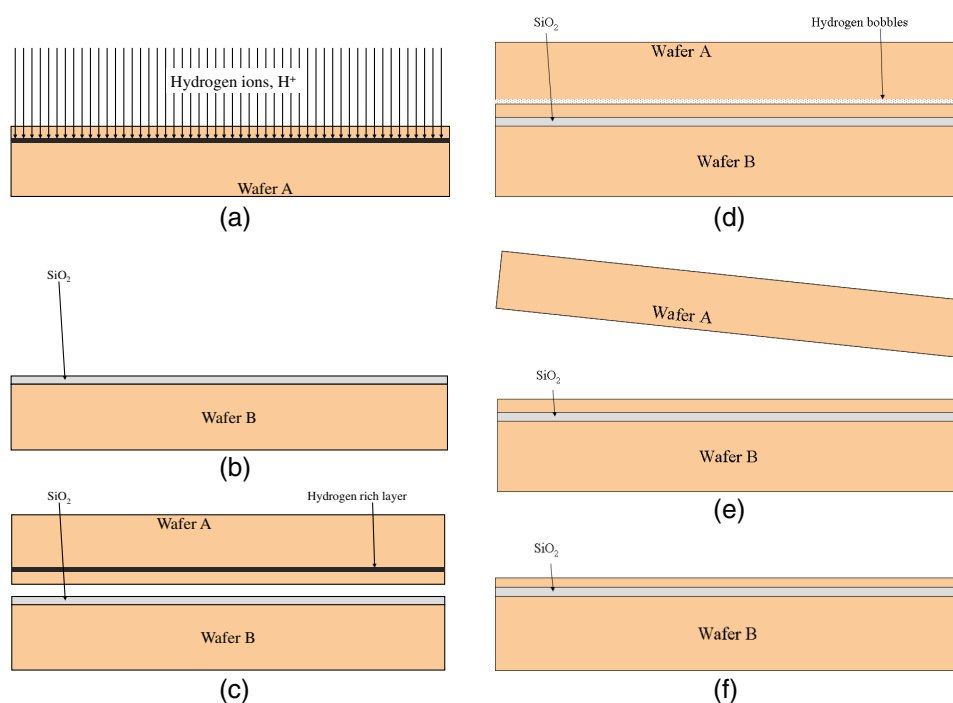 Hydrogen ions, H⁺
Wafer A
(a)
SiO₂
Wafer B
(b)
SiO₂
Hydrogen rich layer
Wafer A
Wafer B
(c)
SiO₂
Hydrogen bobbles
Wafer A
Wafer B
(d)
Wafer A
SiO₂
Wafer B
(e)
SiO₂
Wafer B
(f)